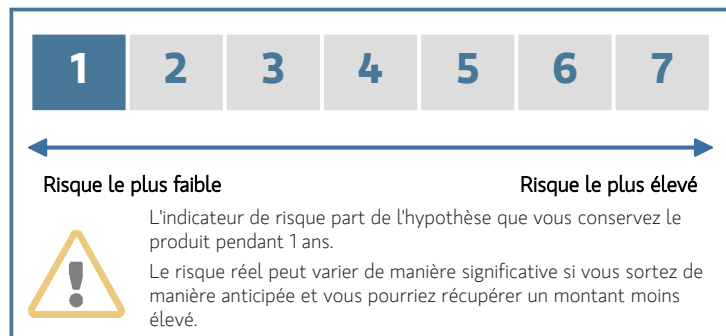 1 2 3 4 5 6 7
Risque le plus faible Risque le plus élevé
L'indicateur de risque part de l'hypothèse que vous conservez le
produit pendant 1 ans.
Le risque réel peut varier de manière significative si vous sortez de
manière anticipée et vous pourriez récupérer un montant moins
élevé.